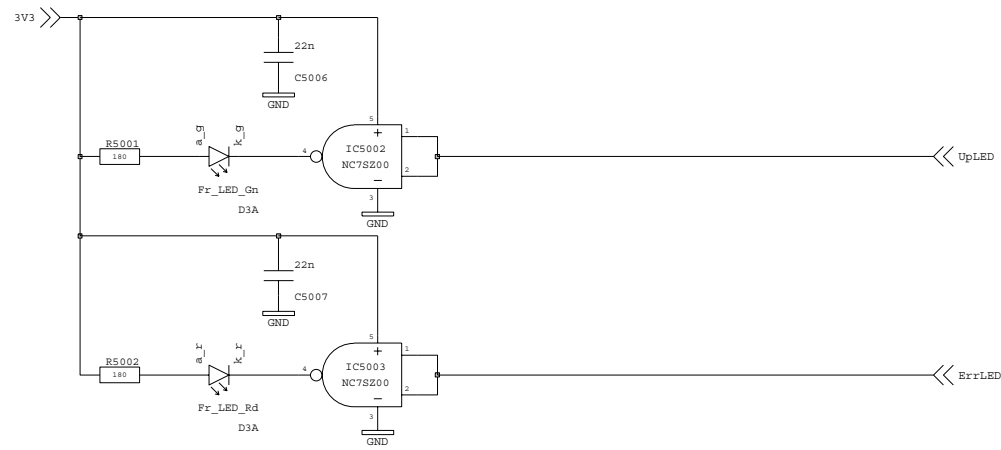 3V3
22n
C5006
GND
R5001
180
a_g
k_g
Fr_LED_Gn
D3A
5
+
4
IC5002
NC7SZ00
1
2
−
3
GND
UpLED
22n
C5007
GND
R5002
180
a_r
k_r
Fr_LED_Rd
D3A
5
+
4
IC5003
NC7SZ00
1
2
−
3
GND
ErrLED